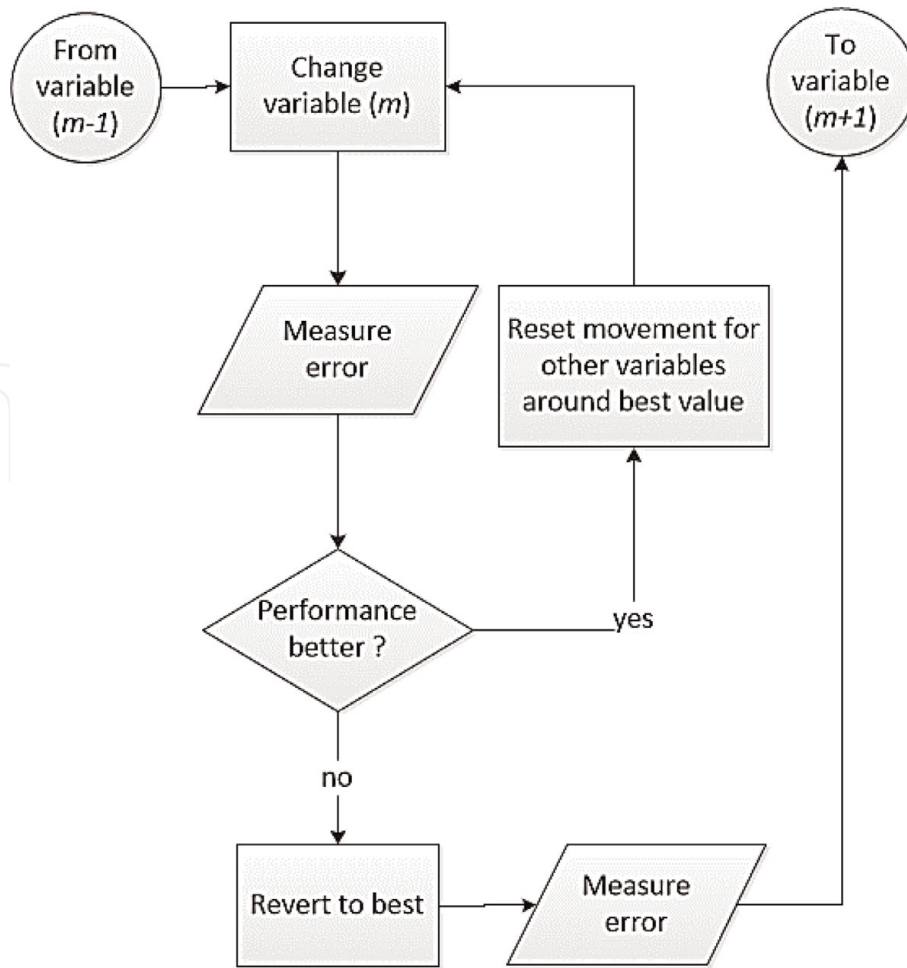 From
variable
(m-1)
Change
variable (m)
To
variable
(m+1)
Measure
error
Reset movement for
other variables
around best value
Performance
better ?
yes
no
Revert to best
Measure
error